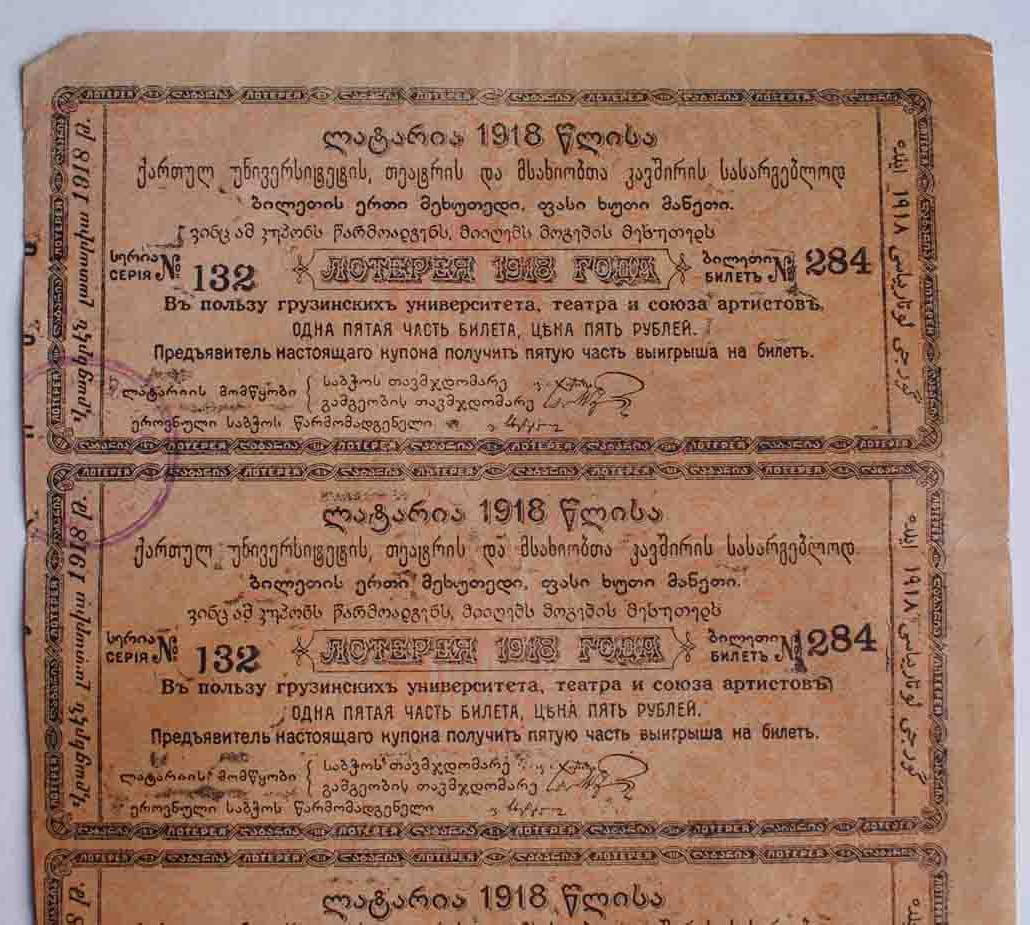 ლატარია 1918 წლისა
ქართულ უნივერსიტეტის, თეატრის და მსახიობთა კავშირის სასარგებლოდ
ბილეთის ერთი მეხუთედი, ფასი ხუთი მანეთი.
ვინც ამ კუპონს წარმოადგენს, მიიღებს მოგების მეხუთედს
სერია СЕРІЯ № 132
ЛОТЕРЕЯ 1918 ГОДА
ბილეთი БИЛЕТЪ № 284
Въ пользу грузинскихъ университета, театра и союза артистовъ,
ОДНА ПЯТАЯ ЧАСТЬ БИЛЕТА, ЦѢНА ПЯТЬ РУБЛЕЙ.
Предъявитель настоящаго купона получитъ пятую часть выигрыша на билетъ.
ლატარიის მომწყობი { საბჭოს თავმჯდომარე
გამგეობის თავმჯდომარე
ეროვნული საბჭოს წარმომადგენელი
ლატარია 1918 წლისა
ქართულ უნივერსიტეტის, თეატრის და მსახიობთა კავშირის სასარგებლოდ
ბილეთის ერთი მეხუთედი, ფასი ხუთი მანეთი.
ვინც ამ კუპონს წარმოადგენს, მიიღებს მოგების მეხუთედს
სერია СЕРІЯ № 132
ЛОТЕРЕЯ 1918 ГОДА
ბილეთი БИЛЕТЪ № 284
Въ пользу грузинскихъ университета, театра и союза артистовъ,
ОДНА ПЯТАЯ ЧАСТЬ БИЛЕТА, ЦѢНА ПЯТЬ РУБЛЕЙ.
Предъявитель настоящаго купона получитъ пятую часть выигрыша на билетъ.
ლატარიის მომწყობი { საბჭოს თავმჯდომარე
გამგეობის თავმჯდომარე
ეროვნული საბჭოს წარმომადგენელი
ლატარია 1918 წლისა